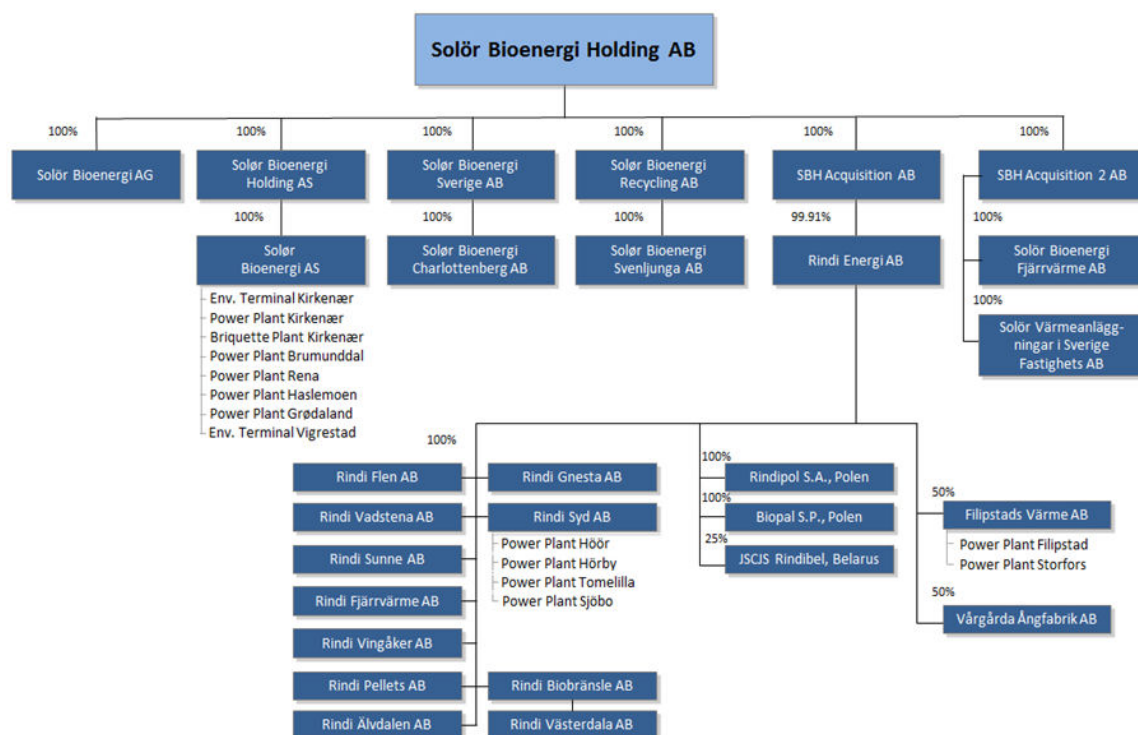 Solör Bioenergi Holding AB
100%
100%
100%
100%
100%
100%
Solör Bioenergi AG
Solør Bioenergi
Holding AS
Solør Bioenergi
Sverige AB
Solør Bioenergi
Recycling AB
SBH Acquisition AB
SBH Acquisition 2 AB
100%
100%
100%
99.91%
100%
Solør
Bioenergi AS
Solør Bioenergi
Charlottenberg AB
Solør Bioenergi
Svenljunga AB
Rindi Energi AB
Solör Bioenergi
Fjärrvärme AB
100%
Solör Värmeanlägg-
ningar i Sverige
Fastighets AB
Env. Terminal Kirkenær
Power Plant Kirkenær
Briquette Plant Kirkenær
Power Plant Brumunddal
Power Plant Rena
Power Plant Haslemoen
Power Plant Grødaland
Env. Terminal Vigrestad
100%
Rindi Flen AB
Rindi Gnesta AB
Rindi Vadstena AB
Rindi Syd AB
Power Plant Höör
Power Plant Hörby
Power Plant Tomelilla
Power Plant Sjöbo
Rindi Sunne AB
Rindi Fjärrvärme AB
Rindi Vingåker AB
Rindi Pellets AB
Rindi Biobränsle AB
Rindi Älvdalen AB
Rindi Västerdala AB
100%
Rindipol S.A., Polen
100%
Biopal S.P., Polen
25%
JSCJS Rindibel, Belarus
50%
Filipstads Värme AB
Power Plant Filipstad
Power Plant Storfors
50%
Vårgårda Ångfabrik AB